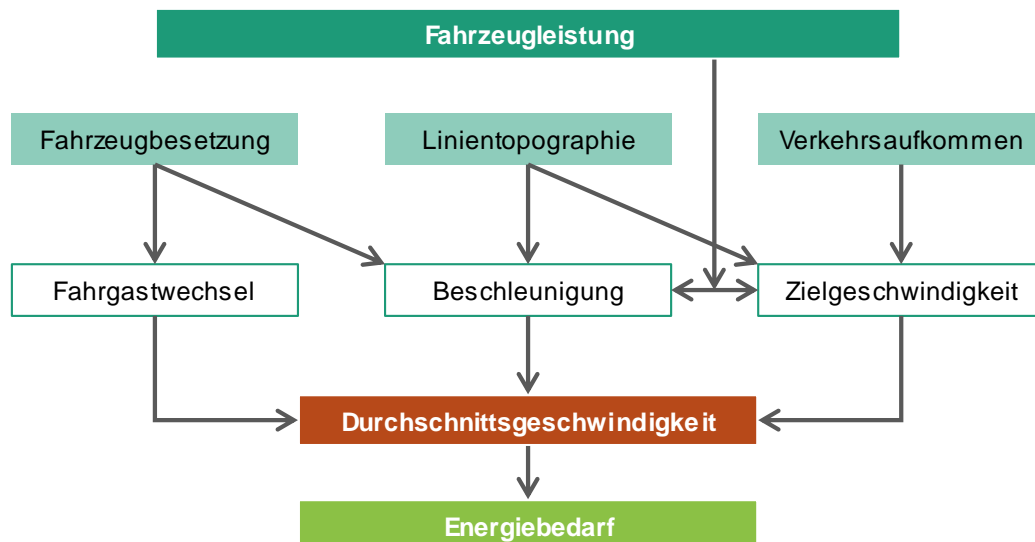 Fahrzeugleistung
Fahrzeugbesetzung
Linientopographie
Verkehrsaufkommen
Fahrgastwechsel
Beschleunigung
Zielgeschwindigkeit
Durchschnittsgeschwindigkeit
Energiebedarf